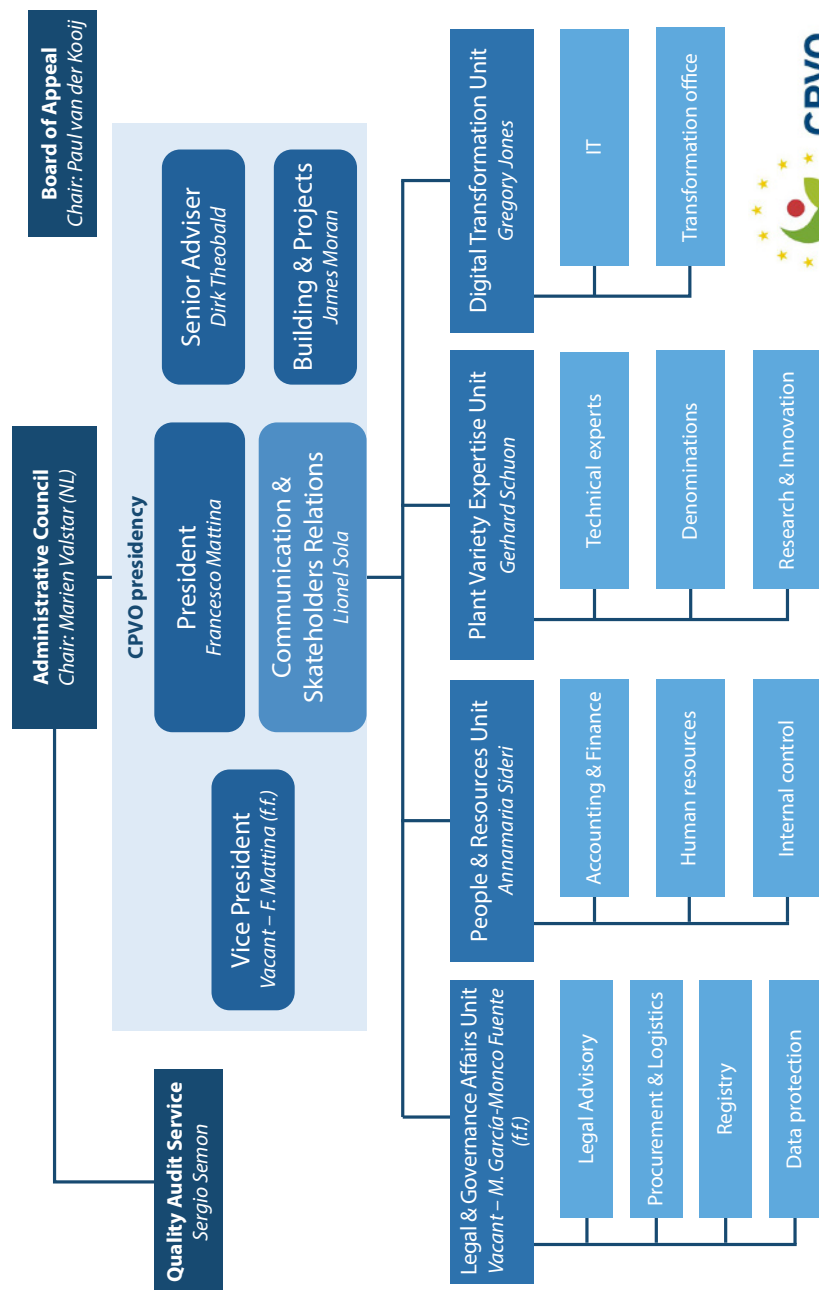 Administrative Council
Chair: Marien Valstar (NL)
Board of Appeal
Chair: Paul van der Kooij
Quality Audit Service
Sergio Semon
CPVO presidency
Vice President
Vacant – F. Mattina (f.f.)
President
Francesco Mattina
Senior Adviser
Dirk Theobald
Communication &
Skateholders Relations
Lionel Sola
Building & Projects
James Moran
Legal & Governance Affairs Unit
Vacant – M. García-Monco Fuente
(f.f.)
Legal Advisory
Procurement & Logistics
Registry
Data protection
People & Resources Unit
Annamaria Sideri
Accounting & Finance
Human resources
Internal control
Plant Variety Expertise Unit
Gerhard Schuon
Technical experts
Denominations
Research & Innovation
Digital Transformation Unit
Gregory Jones
IT
Transformation office
CPVO